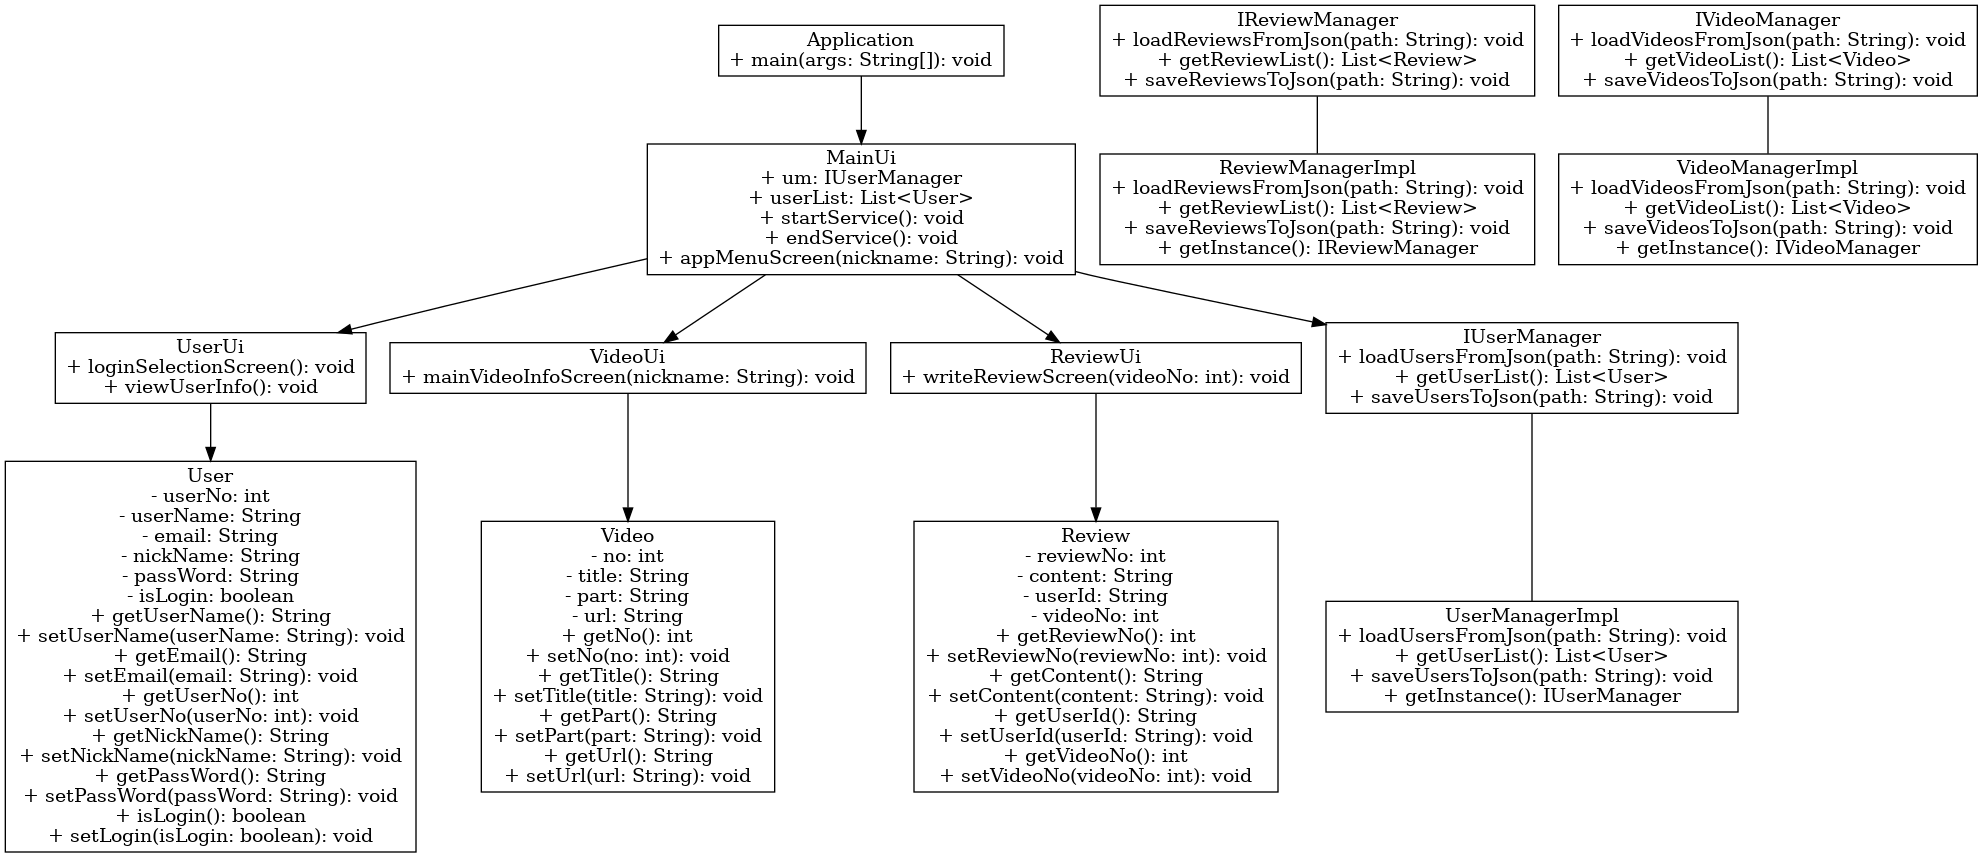 Application
+ main(args: String[]): void
IReviewManager
+ loadReviewsFromJson(path: String): void
+ getReviewList(): List<Review>
+ saveReviewsToJson(path: String): void
IVideoManager
+ loadVideosFromJson(path: String): void
+ getVideoList(): List<Video>
+ saveVideosToJson(path: String): void
MainUi
+ um: IUserManager
+ userList: List<User>
+ startService(): void
+ endService(): void
+ appMenuScreen(nickname: String): void
ReviewManagerImpl
+ loadReviewsFromJson(path: String): void
+ getReviewList(): List<Review>
+ saveReviewsToJson(path: String): void
+ getInstance(): IReviewManager
VideoManagerImpl
+ loadVideosFromJson(path: String): void
+ getVideoList(): List<Video>
+ saveVideosToJson(path: String): void
+ getInstance(): IVideoManager
UserUi
+ loginSelectionScreen(): void
+ viewUserInfo(): void
VideoUi
+ mainVideoInfoScreen(nickname: String): void
ReviewUi
+ writeReviewScreen(videoNo: int): void
IUserManager
+ loadUsersFromJson(path: String): void
+ getUserList(): List<User>
+ saveUsersToJson(path: String): void
User
- userNo: int
- userName: String
- email: String
- nickName: String
- passWord: String
- isLogin: boolean
+ getUserName(): String
+ setUserName(userName: String): void
+ getEmail(): String
+ setEmail(email: String): void
+ getUserNo(): int
+ setUserNo(userNo: int): void
+ getNickName(): String
+ setNickName(nickName: String): void
+ getPassWord(): String
+ setPassWord(passWord: String): void
+ isLogin(): boolean
+ setLogin(isLogin: boolean): void
Video
- no: int
- title: String
- part: String
- url: String
+ getNo(): int
+ setNo(no: int): void
+ getTitle(): String
+ setTitle(title: String): void
+ getPart(): String
+ setPart(part: String): void
+ getUrl(): String
+ setUrl(url: String): void
Review
- reviewNo: int
- content: String
- userId: String
- videoNo: int
+ getReviewNo(): int
+ setReviewNo(reviewNo: int): void
+ getContent(): String
+ setContent(content: String): void
+ getUserId(): String
+ setUserId(userId: String): void
+ getVideoNo(): int
+ setVideoNo(videoNo: int): void
UserManagerImpl
+ loadUsersFromJson(path: String): void
+ getUserList(): List<User>
+ saveUsersToJson(path: String): void
+ getInstance(): IUserManager